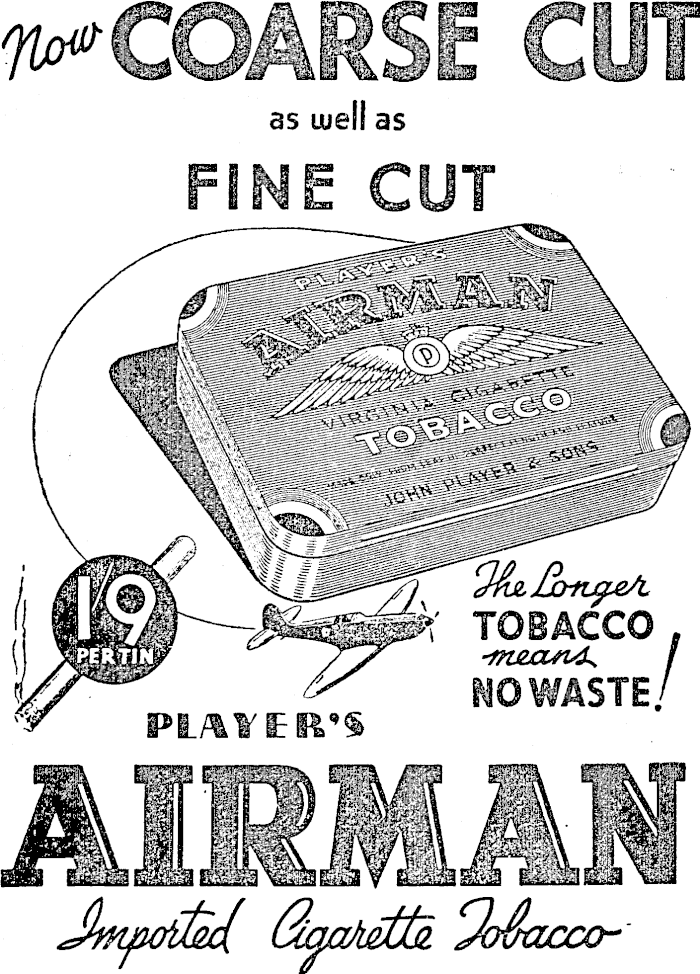 Now COARSE CUT
as well as
FINE CUT
PLAYER'S
AIRMAN
P
VIRGINIA CIGARETTE
TOBACCO
JOHN PLAYER & SONS
1/9
PER TIN
The Longer
TOBACCO
means
NO WASTE!
PLAYER'S
AIRMAN
Imported Cigarette Tobacco